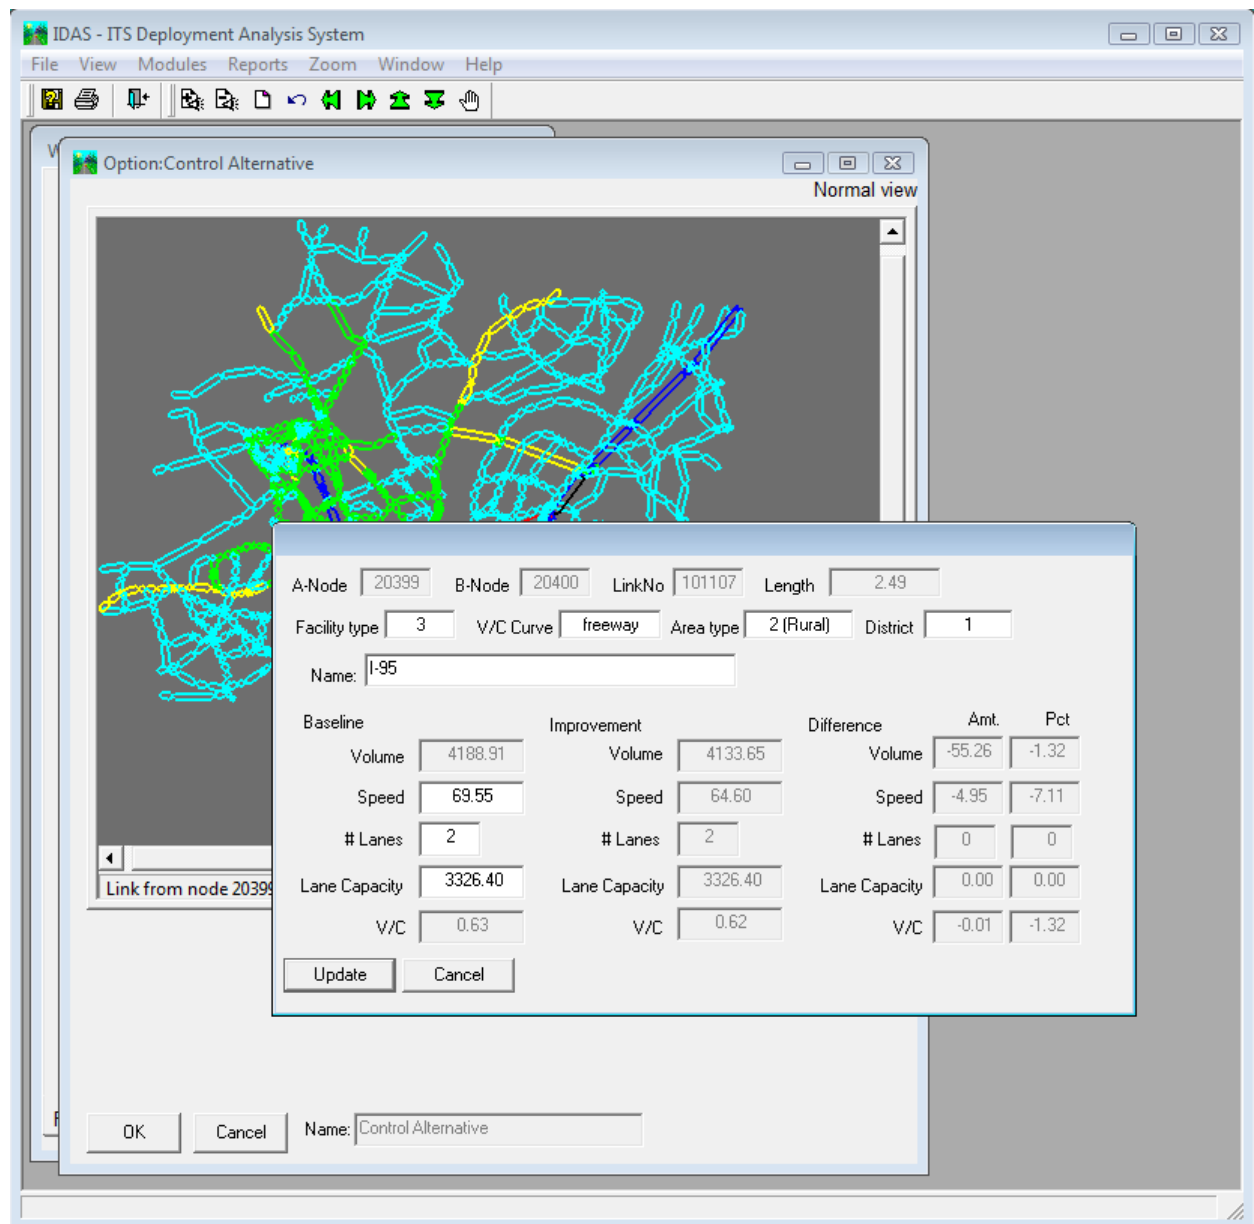 IDAS - ITS Deployment Analysis System
File View Modules Reports Zoom Window Help
Option:Control Alternative
Normal view
A-Node 20399 B-Node 20400 LinkNo 101107 Length 2.49
Facility type 3 V/C Curve freeway Area type 2 (Rural) District 1
Name: I-95
Baseline Improvement Difference Amt. Pct
Volume 4188.91 Volume 4133.65 Volume -55.26 -1.32
Speed 69.55 Speed 64.60 Speed -4.95 -7.11
# Lanes 2 # Lanes 2 # Lanes 0 0
Lane Capacity 3326.40 Lane Capacity 3326.40 Lane Capacity 0.00 0.00
Link from node 20399
V/C 0.63 V/C 0.62 V/C -0.01 -1.32
Update Cancel
OK Cancel Name: Control Alternative